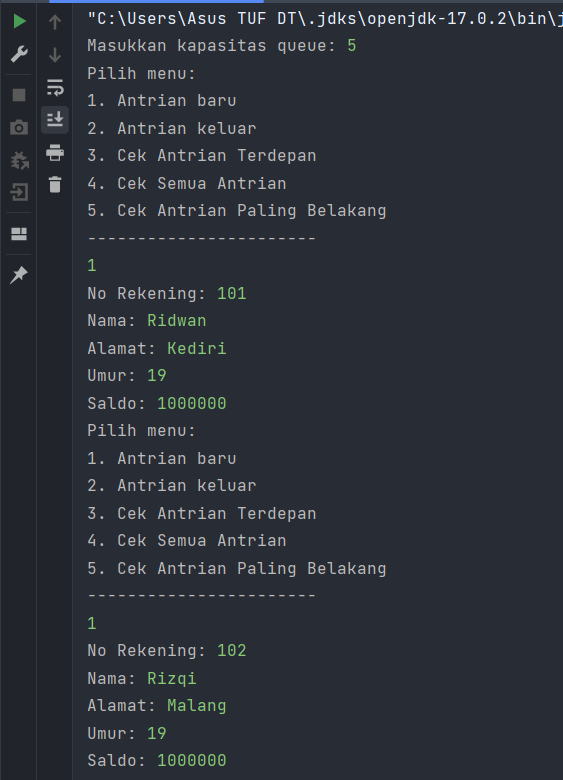 "C:\Users\Asus TUF DT\.jdks\openjdk-17.0.2\bin\j
Masukkan kapasitas queue: 5
Pilih menu:
1. Antrian baru
2. Antrian keluar
3. Cek Antrian Terdepan
4. Cek Semua Antrian
5. Cek Antrian Paling Belakang
-----------------------
1
No Rekening: 101
Nama: Ridwan
Alamat: Kediri
Umur: 19
Saldo: 1000000
Pilih menu:
1. Antrian baru
2. Antrian keluar
3. Cek Antrian Terdepan
4. Cek Semua Antrian
5. Cek Antrian Paling Belakang
-----------------------
1
No Rekening: 102
Nama: Rizqi
Alamat: Malang
Umur: 19
Saldo: 1000000